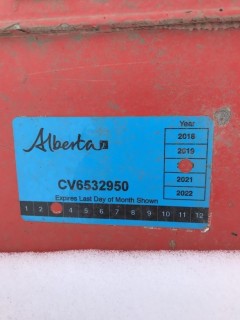 Year
Alberta
2018
2019
2021
2022
CV6532950
Expires Last Day of Month Shown
1 2 4 5 6 7 8 9 10 11 12